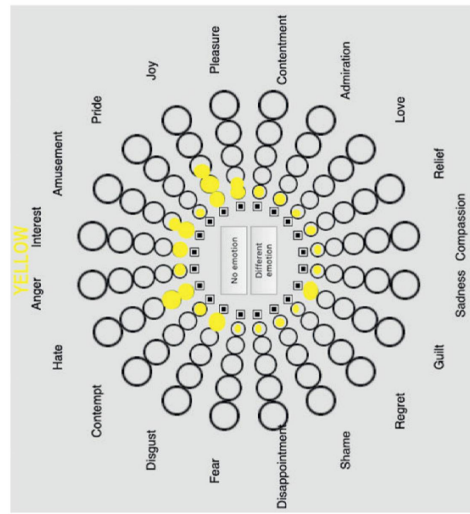 YELLOW
Anger
Interest
Hate
Amusement
Contempt
Pride
Disgust
Joy
Fear
Pleasure
No emotion
Different
emotion
Disappointment
Contentment
Shame
Admiration
Regret
Love
Guilt
Relief
Sadness
Compassion